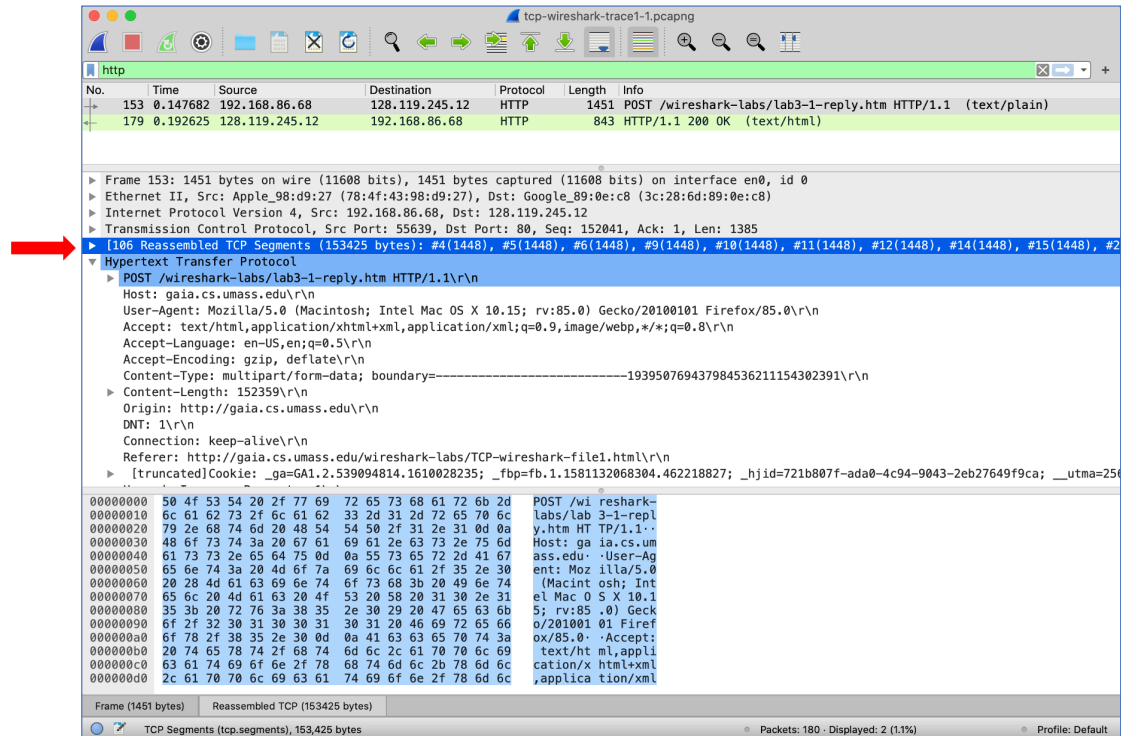 tcp-wireshark-trace1-1.pcapng
http
No. Time Source Destination Protocol Length Info
153 0.147682 192.168.86.68 128.119.245.12 HTTP 1451 POST /wireshark-labs/lab3-1-reply.htm HTTP/1.1 (text/plain)
179 0.192625 128.119.245.12 192.168.86.68 HTTP 843 HTTP/1.1 200 OK (text/html)
Frame 153: 1451 bytes on wire (11608 bits), 1451 bytes captured (11608 bits) on interface en0, id 0
Ethernet II, Src: Apple_98:d9:27 (78:4f:43:98:d9:27), Dst: Google_89:0e:c8 (3c:28:6d:89:0e:c8)
Internet Protocol Version 4, Src: 192.168.86.68, Dst: 128.119.245.12
Transmission Control Protocol, Src Port: 55639, Dst Port: 80, Seq: 152041, Ack: 1, Len: 1385
[106 Reassembled TCP Segments (153425 bytes): #4(1448), #5(1448), #6(1448), #9(1448), #10(1448), #11(1448), #12(1448), #14(1448), #15(1448), #2
Hypertext Transfer Protocol
POST /wireshark-labs/lab3-1-reply.htm HTTP/1.1\r\n
Host: gaia.cs.umass.edu\r\n
User-Agent: Mozilla/5.0 (Macintosh; Intel Mac OS X 10.15; rv:85.0) Gecko/20100101 Firefox/85.0\r\n
Accept: text/html,application/xhtml+xml,application/xml;q=0.9,image/webp,*/*;q=0.8\r\n
Accept-Language: en-US,en;q=0.5\r\n
Accept-Encoding: gzip, deflate\r\n
Content-Type: multipart/form-data; boundary=---------------------------193950769437984536211154302391\r\n
Content-Length: 152359\r\n
Origin: http://gaia.cs.umass.edu\r\n
DNT: 1\r\n
Connection: keep-alive\r\n
Referer: http://gaia.cs.umass.edu/wireshark-labs/TCP-wireshark-file1.html\r\n
[truncated]Cookie: _ga=GA1.2.539094814.1610028235; _fbp=fb.1.1581132068304.462218827; _hjid=721b807f-ada0-4c94-9043-2eb27649f9ca; __utma=256
00000000 50 4f 53 54 20 2f 77 69 72 65 73 68 61 72 6b 2d POST /wi reshark-
00000010 6c 61 62 73 2f 6c 61 62 33 2d 31 2d 72 65 70 6c labs/lab 3-1-repl
00000020 79 2e 68 74 6d 20 48 54 54 50 2f 31 2e 31 0d 0a y.htm HT TP/1.1··
00000030 48 6f 73 74 3a 20 67 61 69 61 2e 63 73 2e 75 6d Host: ga ia.cs.um
00000040 61 73 73 2e 65 64 75 0d 0a 55 73 65 72 2d 41 67 ass.edu· ·User-Ag
00000050 65 6e 74 3a 20 4d 6f 7a 69 6c 6c 61 2f 35 2e 30 ent: Moz illa/5.0
00000060 20 28 4d 61 63 69 6e 74 6f 73 68 3b 20 49 6e 74 (Macint osh; Int
00000070 65 6c 20 4d 61 63 20 4f 53 20 58 20 31 30 2e 31 el Mac O S X 10.1
00000080 35 3b 20 72 76 3a 38 35 2e 30 29 20 47 65 63 6b 5; rv:85 .0) Geck
00000090 6f 2f 32 30 31 30 30 31 30 31 20 46 69 72 65 66 o/201001 01 Firef
000000a0 6f 78 2f 38 35 2e 30 0d 0a 41 63 63 65 70 74 3a ox/85.0· ·Accept:
000000b0 20 74 65 78 74 2f 68 74 6d 6c 2c 61 70 70 6c 69 text/ht ml,appli
000000c0 63 61 74 69 6f 6e 2f 78 68 74 6d 6c 2b 78 6d 6c cation/x html+xml
000000d0 2c 61 70 70 6c 69 63 61 74 69 6f 6e 2f 78 6d 6c ,applica tion/xml
Frame (1451 bytes) Reassembled TCP (153425 bytes)
TCP Segments (tcp.segments), 153,425 bytes Packets: 180 · Displayed: 2 (1.1%) Profile: Default